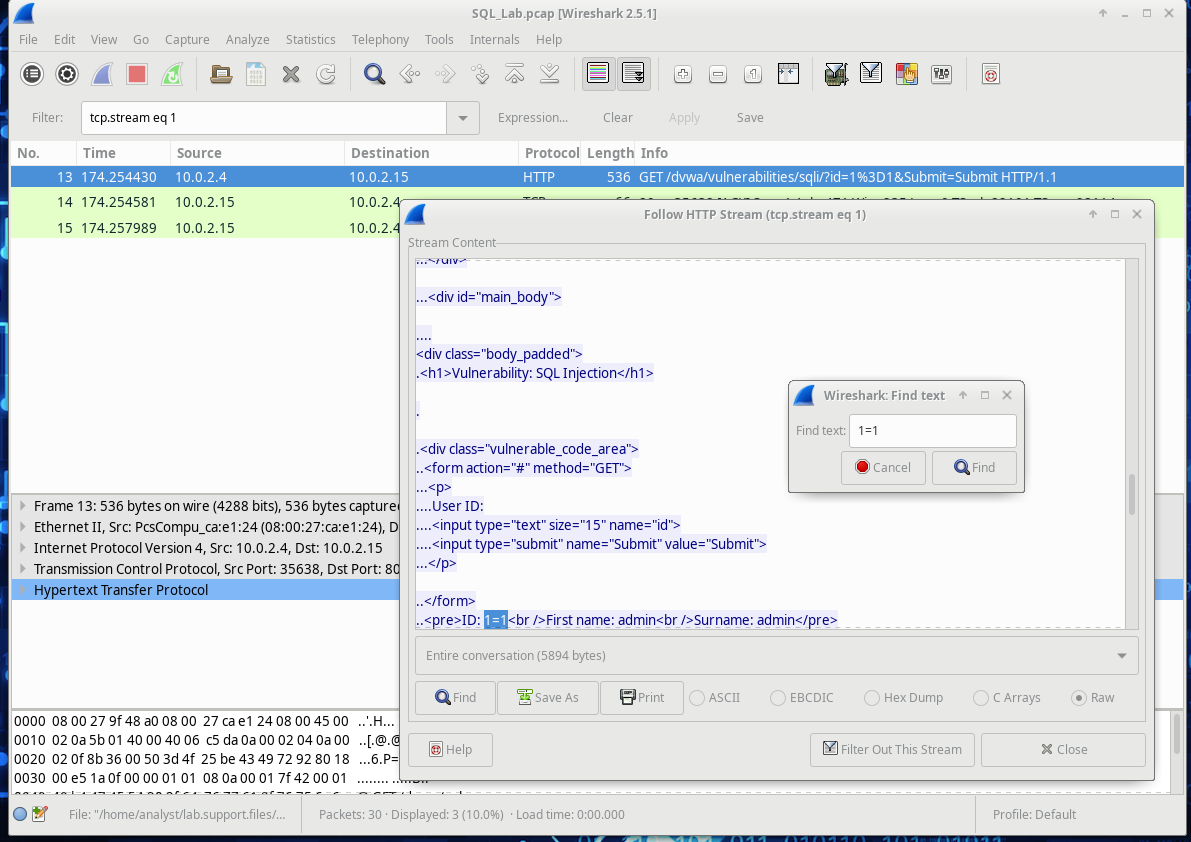 SQL_Lab.pcap [Wireshark 2.5.1]
File Edit View Go Capture Analyze Statistics Telephony Tools Internals Help
Filter: tcp.stream eq 1 Expression... Clear Apply Save
No. Time Source Destination Protocol Length Info
13 174.254430 10.0.2.4 10.0.2.15 HTTP 536 GET /dvwa/vulnerabilities/sqli/?id=1%3D1&Submit=Submit HTTP/1.1
14 174.254581 10.0.2.15 10.0.2.4
15 174.257989 10.0.2.15 10.0.2.4
Follow HTTP Stream (tcp.stream eq 1)
Stream Content
...</div>
...<div id="main_body">
....
<div class="body_padded">
.<h1>Vulnerability: SQL Injection</h1>
.
.<div class="vulnerable_code_area">
..<form action="#" method="GET">
...<p>
....User ID:
....<input type="text" size="15" name="id">
....<input type="submit" name="Submit" value="Submit">
...</p>
..</form>
..<pre>ID: 1=1<br />First name: admin<br />Surname: admin</pre>
Wireshark: Find text
Find text: 1=1
Cancel Find
Entire conversation (5894 bytes)
Find Save As Print ASCII EBCDIC Hex Dump C Arrays Raw
Help Filter Out This Stream Close
Frame 13: 536 bytes on wire (4288 bits), 536 bytes capture
Ethernet II, Src: PcsCompu_ca:e1:24 (08:00:27:ca:e1:24), D
Internet Protocol Version 4, Src: 10.0.2.4, Dst: 10.0.2.15
Transmission Control Protocol, Src Port: 35638, Dst Port: 80
Hypertext Transfer Protocol
0000 08 00 27 9f 48 a0 08 00 27 ca e1 24 08 00 45 00 ..'.H...
0010 02 0a 5b 01 40 00 40 06 c5 da 0a 00 02 04 0a 00 ..[.@.@.
0020 02 0f 8b 36 00 50 3d 4f 25 be 43 49 72 92 80 18 ...6.P=
0030 00 e5 1a 0f 00 00 01 01 08 0a 00 01 7f 42 00 01 ........
File: "/home/analyst/lab.support.files/... Packets: 30 · Displayed: 3 (10.0%) · Load time: 0:00.000 Profile: Default